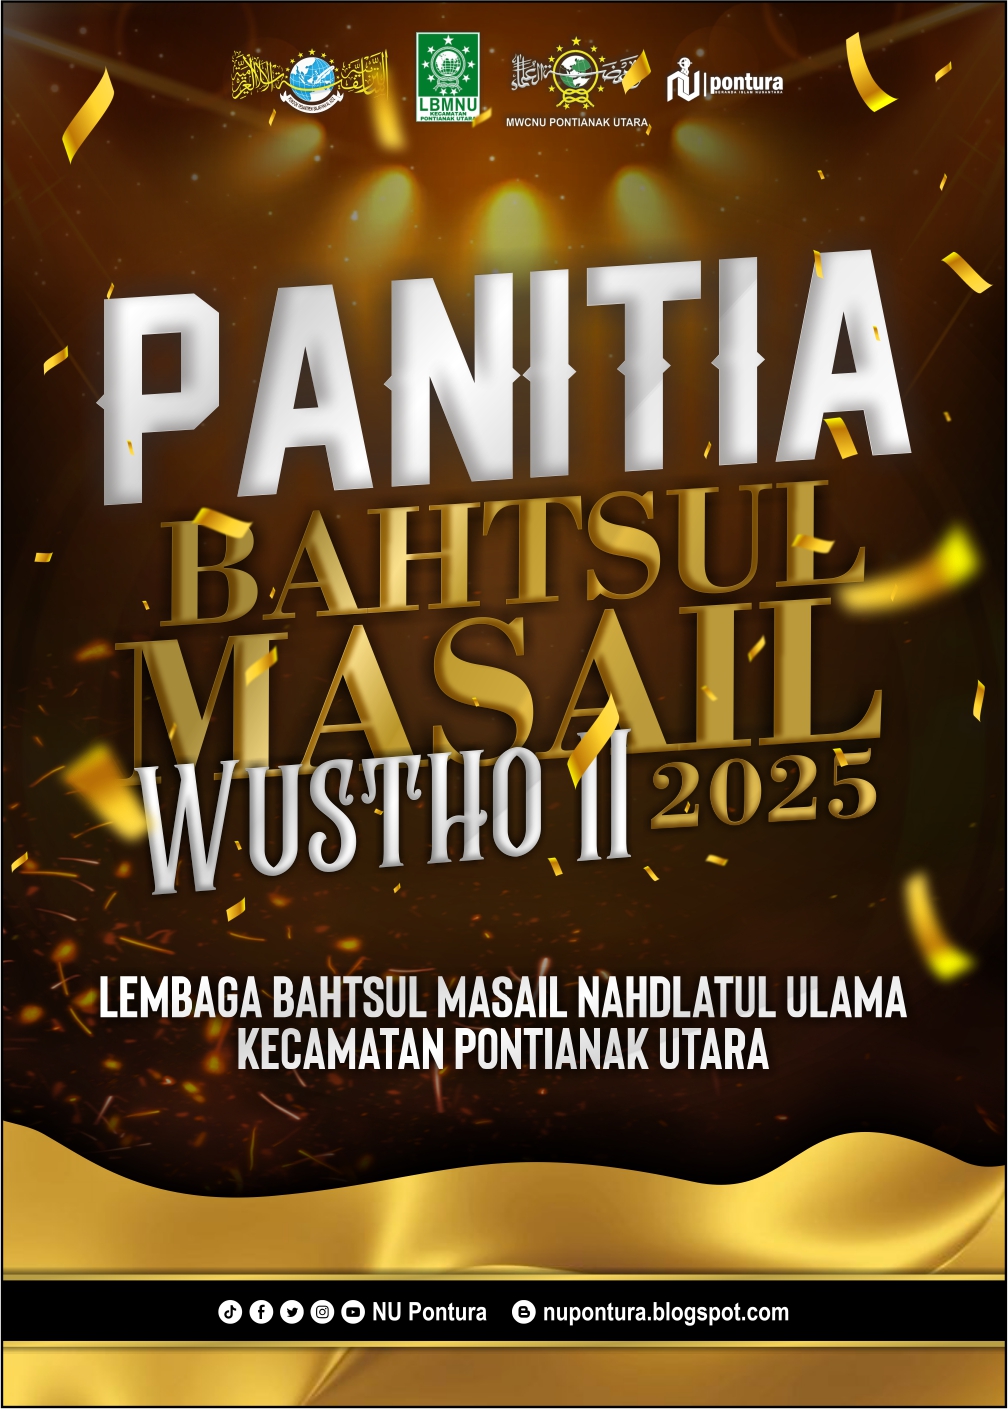 LBMNU
KECAMATAN
PONTIANAK UTARA
MWCNU PONTIANAK UTARA
NU pontura
PANITIA
BAHTSUL
MASAIL
WUSTHO II 2025
LEMBAGA BAHTSUL MASAIL NAHDLATUL ULAMA
KECAMATAN PONTIANAK UTARA
NU Pontura nupontura.blogspot.com